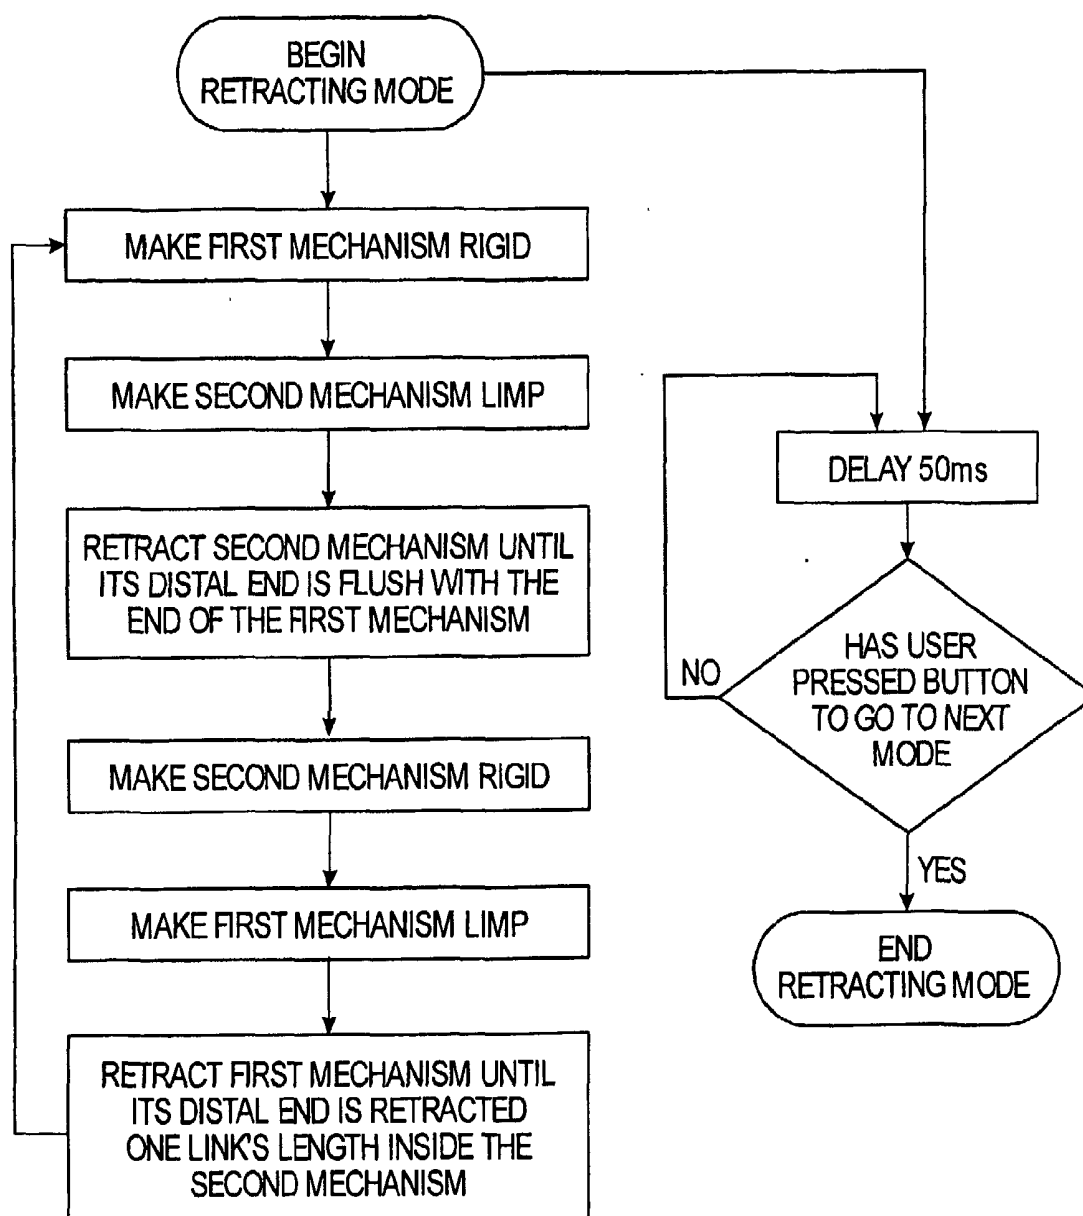 BEGIN
RETRACTING MODE
MAKE FIRST MECHANISM RIGID
MAKE SECOND MECHANISM LIMP
RETRACT SECOND MECHANISM UNTIL
ITS DISTAL END IS FLUSH WITH THE
END OF THE FIRST MECHANISM
MAKE SECOND MECHANISM RIGID
MAKE FIRST MECHANISM LIMP
RETRACT FIRST MECHANISM UNTIL
ITS DISTAL END IS RETRACTED
ONE LINK'S LENGTH INSIDE THE
SECOND MECHANISM
DELAY 50ms
HAS USER
PRESSED BUTTON
TO GO TO NEXT
MODE
NO
YES
END
RETRACTING MODE